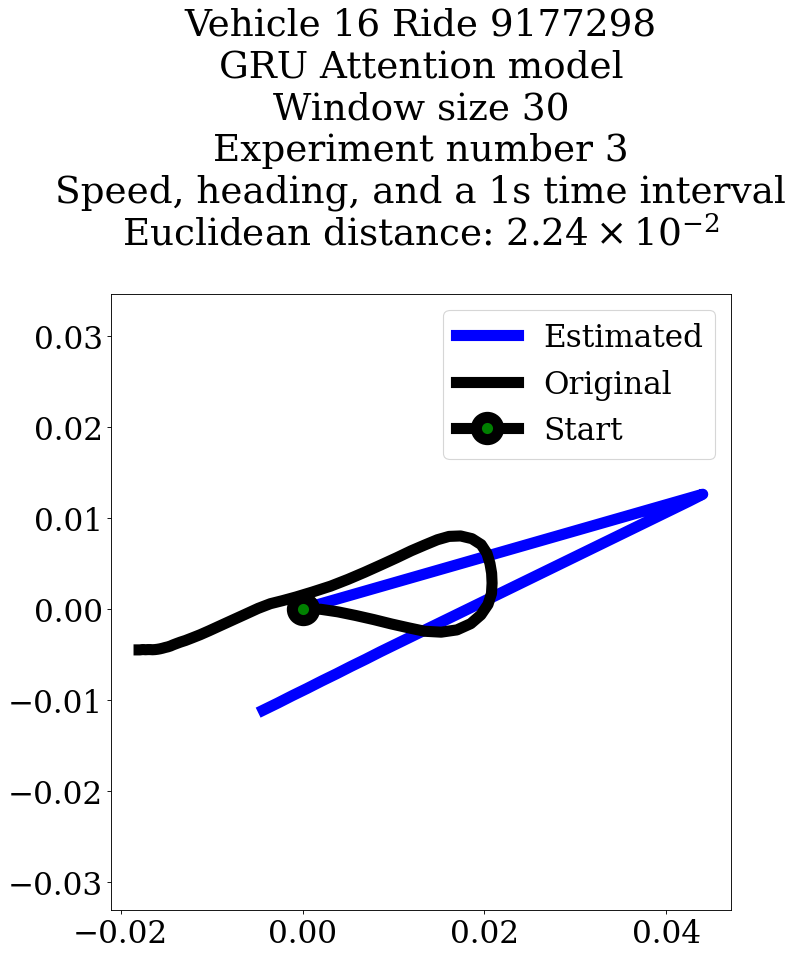 Vehicle 16 Ride 9177298
GRU Attention model
Window size 30
Experiment number 3
Speed, heading, and a 1s time interval
Euclidean distance: 2.24 × 10⁻²
Estimated
Original
Start
0.03
0.02
0.01
0.00
−0.01
−0.02
−0.03
−0.02 0.00 0.02 0.04